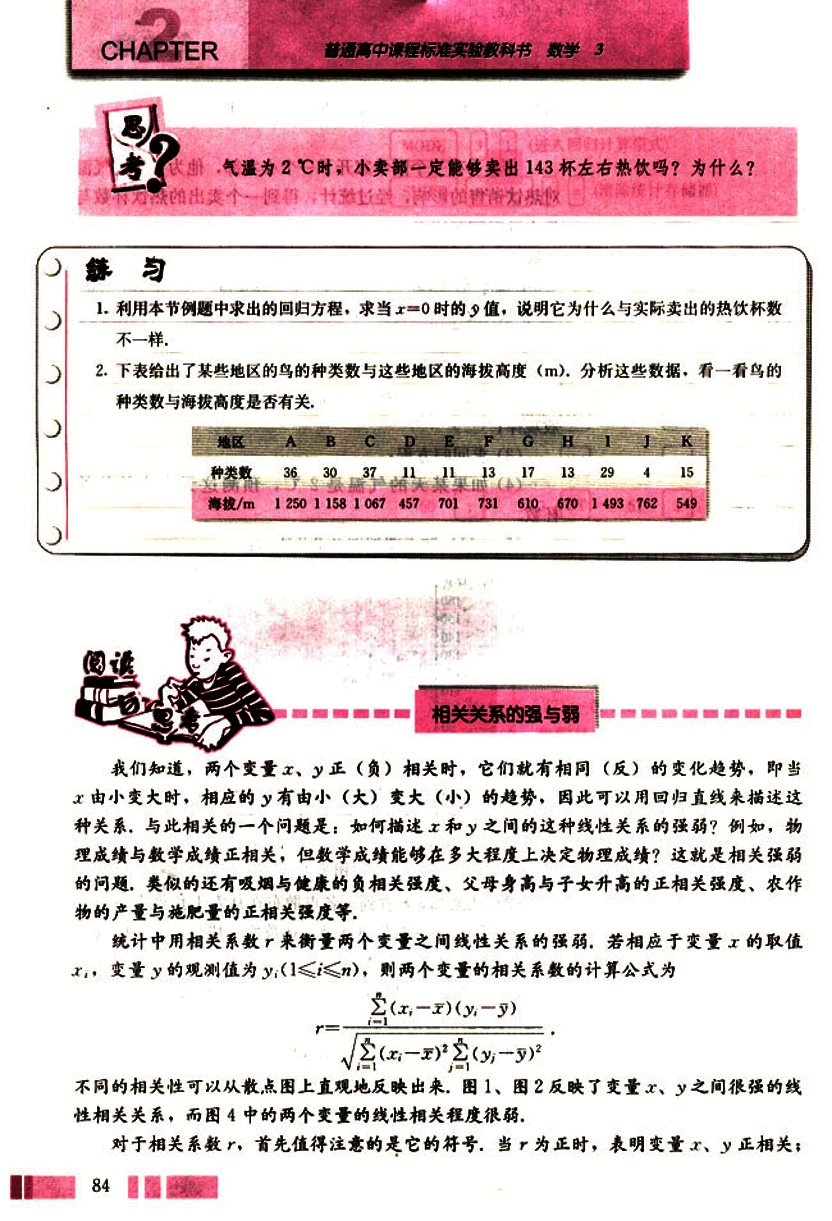 CHAPTER 2
普通高中课程标准实验教科书 数学 3
思考?
气温为 2 ℃时,小卖部一定能够卖出 143 杯左右热饮吗?为什么?
练 习
1. 利用本节例题中求出的回归方程,求当 x=0 时的 ŷ 值,说明它为什么与实际卖出的热饮杯数
不一样.
2. 下表给出了某些地区的鸟的种类数与这些地区的海拔高度(m). 分析这些数据,看一看鸟的
种类数与海拔高度是否有关.
地区 A B C D E F G H I J K
种类数 36 30 37 11 11 13 17 13 29 4 15
海拔/m 1 250 1 158 1 067 457 701 731 610 670 1 493 762 549
阅读与思考
相关关系的强与弱
我们知道,两个变量 x、y 正(负)相关时,它们就有相同(反)的变化趋势,即当
x 由小变大时,相应的 y 有由小(大)变大(小)的趋势,因此可以用回归直线来描述这
种关系. 与此相关的一个问题是:如何描述 x 和 y 之间的这种线性关系的强弱?例如,物
理成绩与数学成绩正相关,但数学成绩能够在多大程度上决定物理成绩?这就是相关强弱
的问题. 类似的还有吸烟与健康的负相关强度、父母身高与子女升高的正相关强度、农作
物的产量与施肥量的正相关强度等.
统计中用相关系数 r 来衡量两个变量之间线性关系的强弱. 若相应于变量 x 的取值
xᵢ,变量 y 的观测值为 yᵢ(1≤i≤n),则两个变量的相关系数的计算公式为
r = ∑ⁿᵢ₌₁(xᵢ−x̄)(yᵢ−ȳ) / √(∑ⁿᵢ₌₁(xᵢ−x̄)² ∑ⁿⱼ₌₁(yⱼ−ȳ)²) .
不同的相关性可以从散点图上直观地反映出来. 图 1、图 2 反映了变量 x、y 之间很强的线
性相关关系,而图 4 中的两个变量的线性相关程度很弱.
对于相关系数 r,首先值得注意的是它的符号. 当 r 为正时,表明变量 x、y 正相关;
84